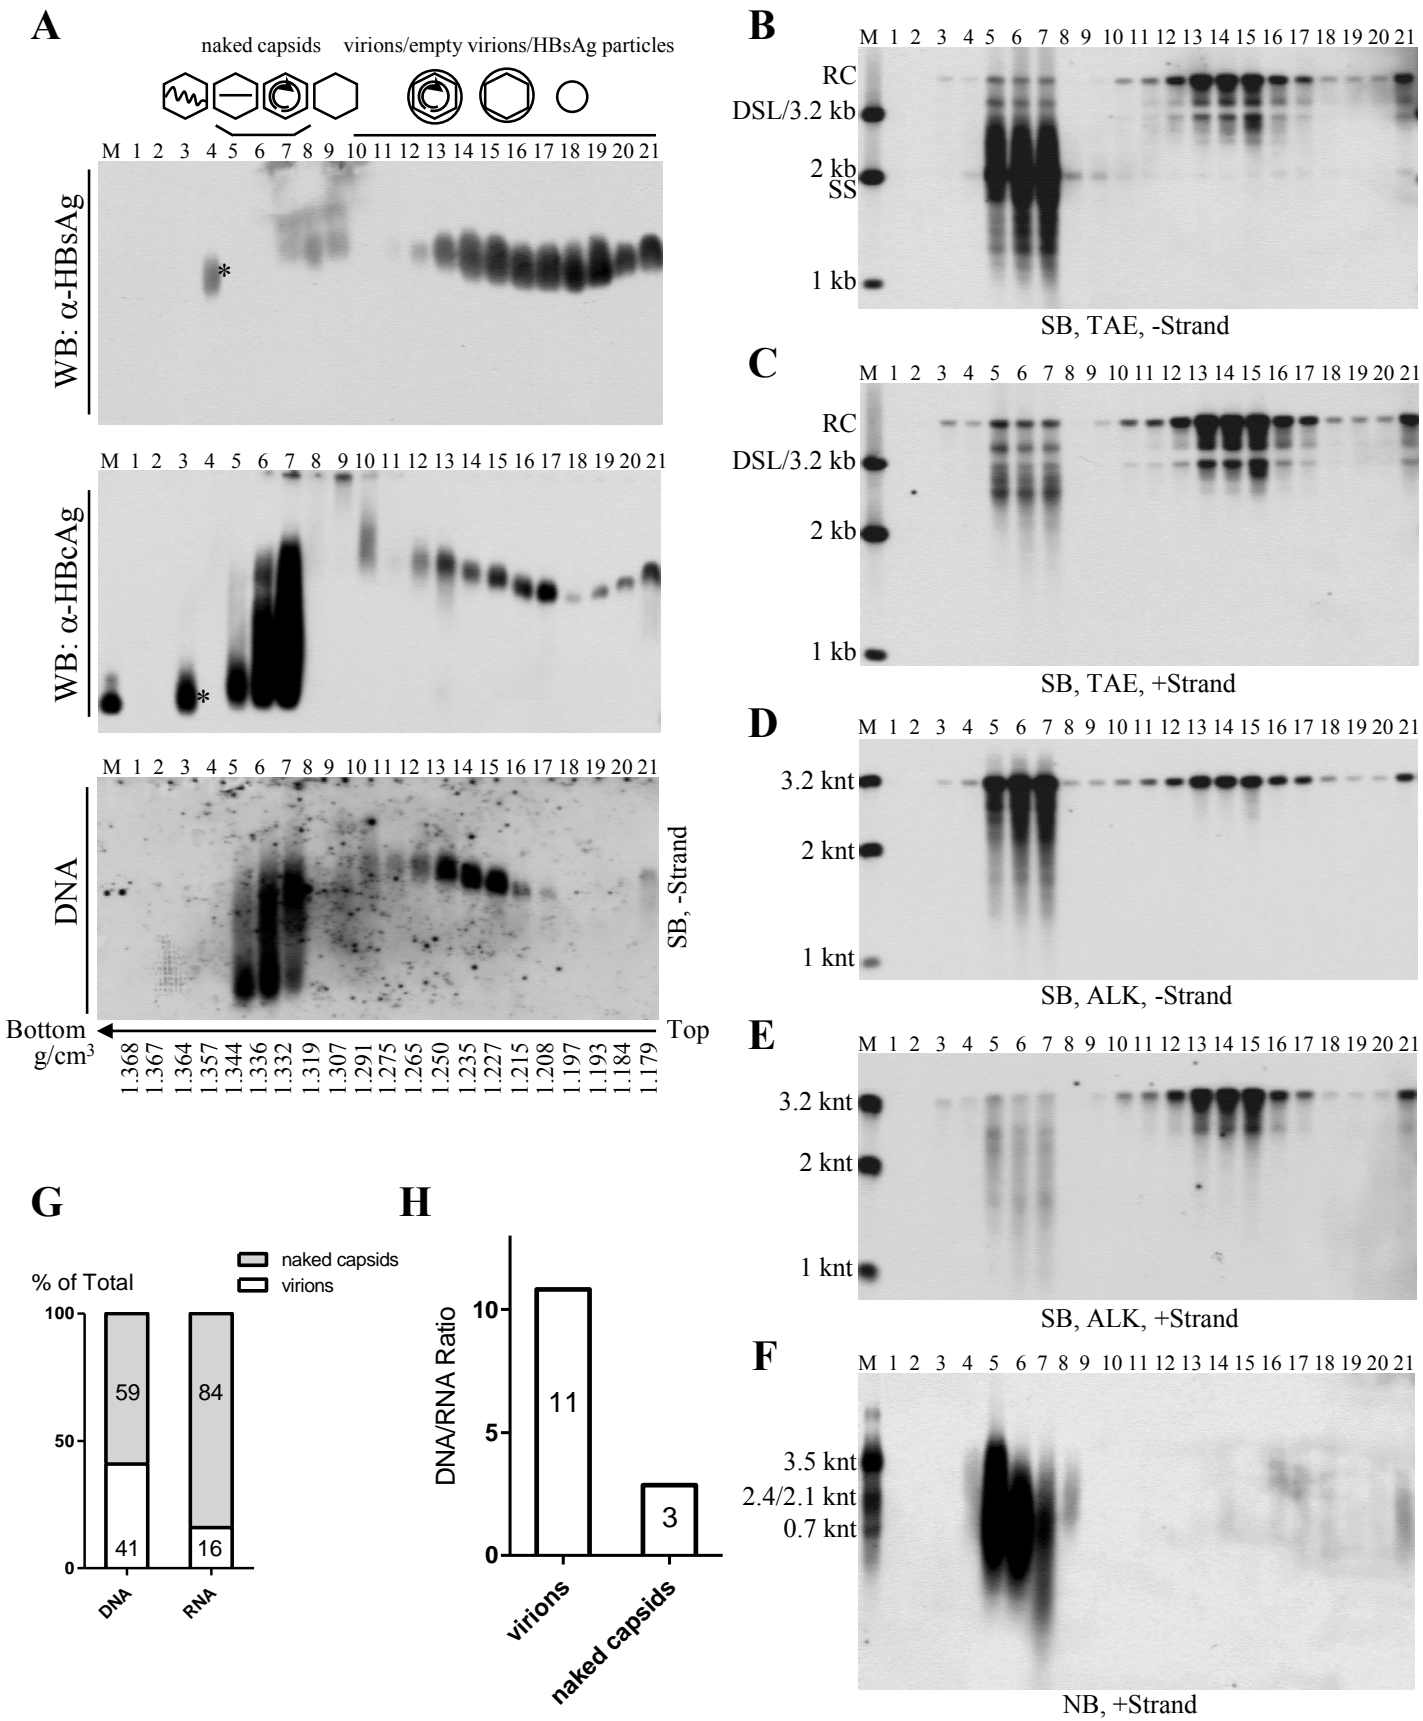 A
naked capsids virions/empty virions/HBsAg particles
M 1 2 3 4 5 6 7 8 9 10 11 12 13 14 15 16 17 18 19 20 21
WB: α-HBsAg
*
M 1 2 3 4 5 6 7 8 9 10 11 12 13 14 15 16 17 18 19 20 21
WB: α-HBcAg
*
M 1 2 3 4 5 6 7 8 9 10 11 12 13 14 15 16 17 18 19 20 21
DNA
SB, -Strand
Bottom Top
g/cm³
1.368 1.367 1.364 1.357 1.344 1.336 1.332 1.319 1.307 1.291 1.275 1.265 1.250 1.235 1.227 1.215 1.208 1.197 1.193 1.184 1.179
B
M 1 2 3 4 5 6 7 8 9 10 11 12 13 14 15 16 17 18 19 20 21
RC
DSL/3.2 kb
2 kb
SS
1 kb
SB, TAE, -Strand
C
M 1 2 3 4 5 6 7 8 9 10 11 12 13 14 15 16 17 18 19 20 21
RC
DSL/3.2 kb
2 kb
1 kb
SB, TAE, +Strand
D
M 1 2 3 4 5 6 7 8 9 10 11 12 13 14 15 16 17 18 19 20 21
3.2 knt
2 knt
1 knt
SB, ALK, -Strand
E
M 1 2 3 4 5 6 7 8 9 10 11 12 13 14 15 16 17 18 19 20 21
3.2 knt
2 knt
1 knt
SB, ALK, +Strand
F
M 1 2 3 4 5 6 7 8 9 10 11 12 13 14 15 16 17 18 19 20 21
3.5 knt
2.4/2.1 knt
0.7 knt
NB, +Strand
G
naked capsids
virions
% of Total
100
50
0
59
84
41
16
DNA
RNA
H
DNA/RNA Ratio
10
5
0
11
3
virions
naked capsids